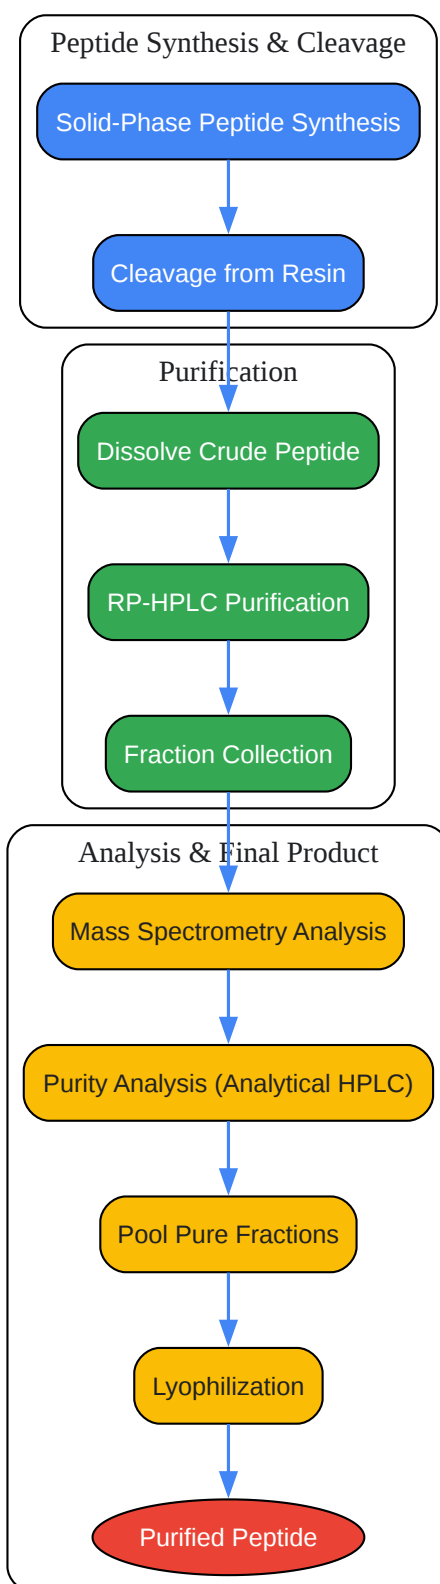 Peptide Synthesis & Cleavage
Solid-Phase Peptide Synthesis
Cleavage from Resin
Purification
Dissolve Crude Peptide
RP-HPLC Purification
Fraction Collection
Analysis & Final Product
Mass Spectrometry Analysis
Purity Analysis (Analytical HPLC)
Pool Pure Fractions
Lyophilization
Purified Peptide